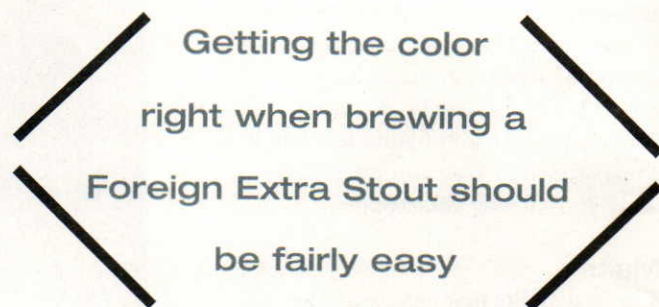 Getting the color
right when brewing a
Foreign Extra Stout should
be fairly easy